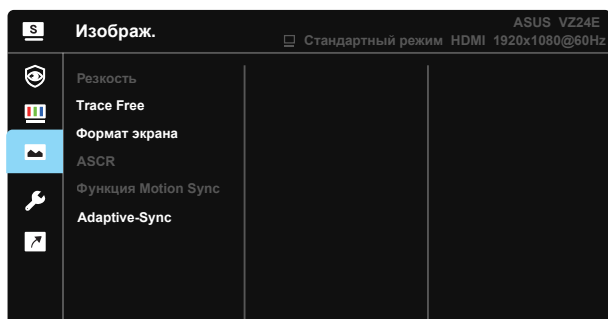 S
Изображ.
ASUS VZ24E
Стандартный режим HDMI 1920x1080@60Hz
Резкость
Trace Free
Формат экрана
ASCR
Функция Motion Sync
Adaptive-Sync